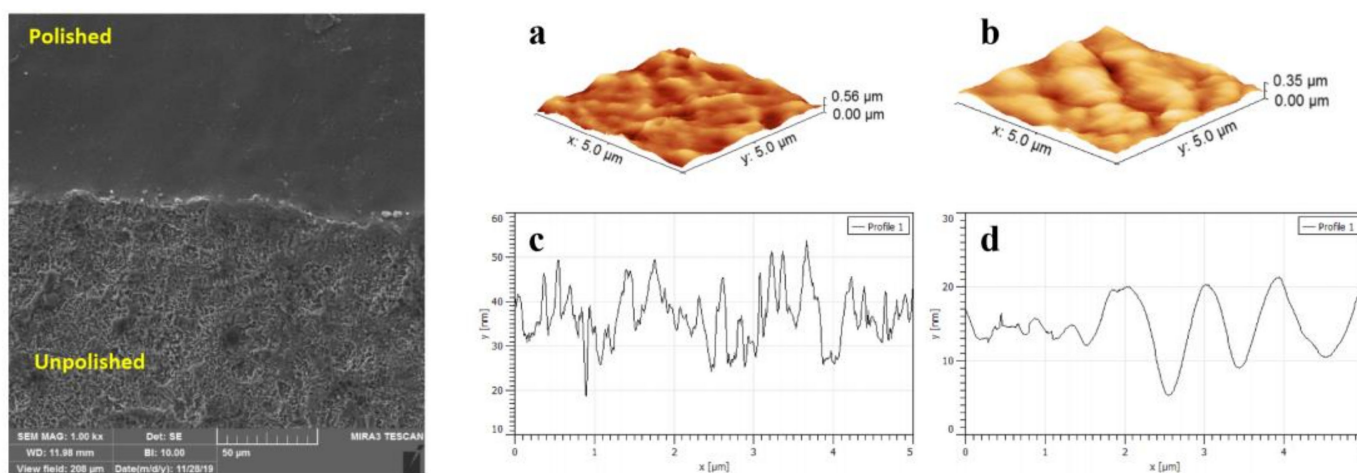 Polished
Unpolished
SEM MAG: 1.00 kx Det: SE MIRA3 TESCAN
WD: 11.98 mm BI: 10.00 50 µm
View field: 208 µm Date(m/d/y): 11/28/19
a
0.56 µm
0.00 µm
x: 5.0 µm
y: 5.0 µm
b
0.35 µm
0.00 µm
x: 5.0 µm
y: 5.0 µm
c
Profile 1
60
50
40
30
20
10
y [nm]
0 1 2 3 4 5
x [µm]
d
Profile 1
30
20
10
0
y [nm]
0 1 2 3 4
x [µm]